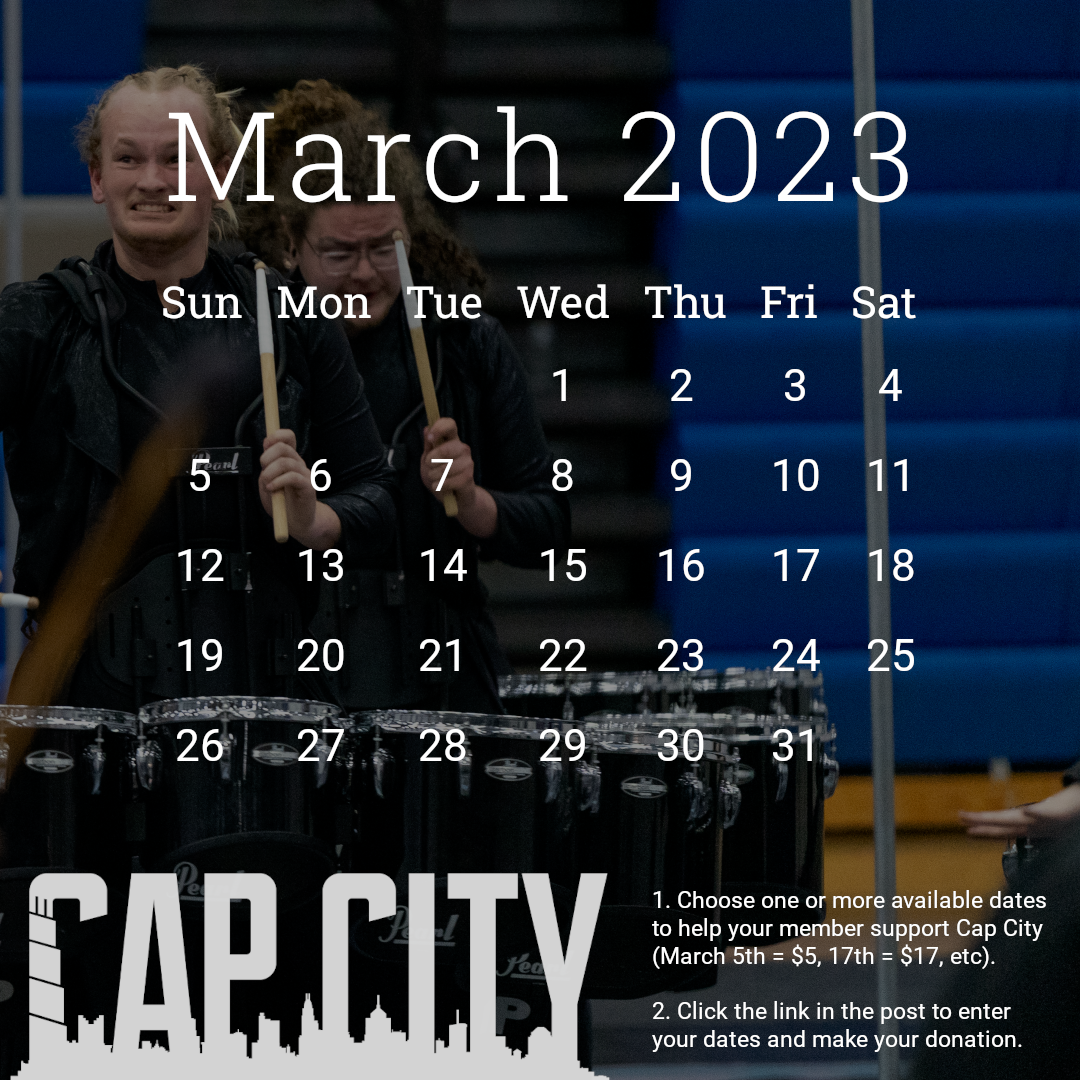 March 2023
Sun Mon Tue Wed Thu Fri Sat
1 2 3 4
5 6 7 8 9 10 11
12 13 14 15 16 17 18
19 20 21 22 23 24 25
26 27 28 29 30 31
Pearl
Pearl
Pearl
Pearl
CAP CITY
1. Choose one or more available dates
to help your member support Cap City
(March 5th = $5, 17th = $17, etc).
2. Click the link in the post to enter
your dates and make your donation.